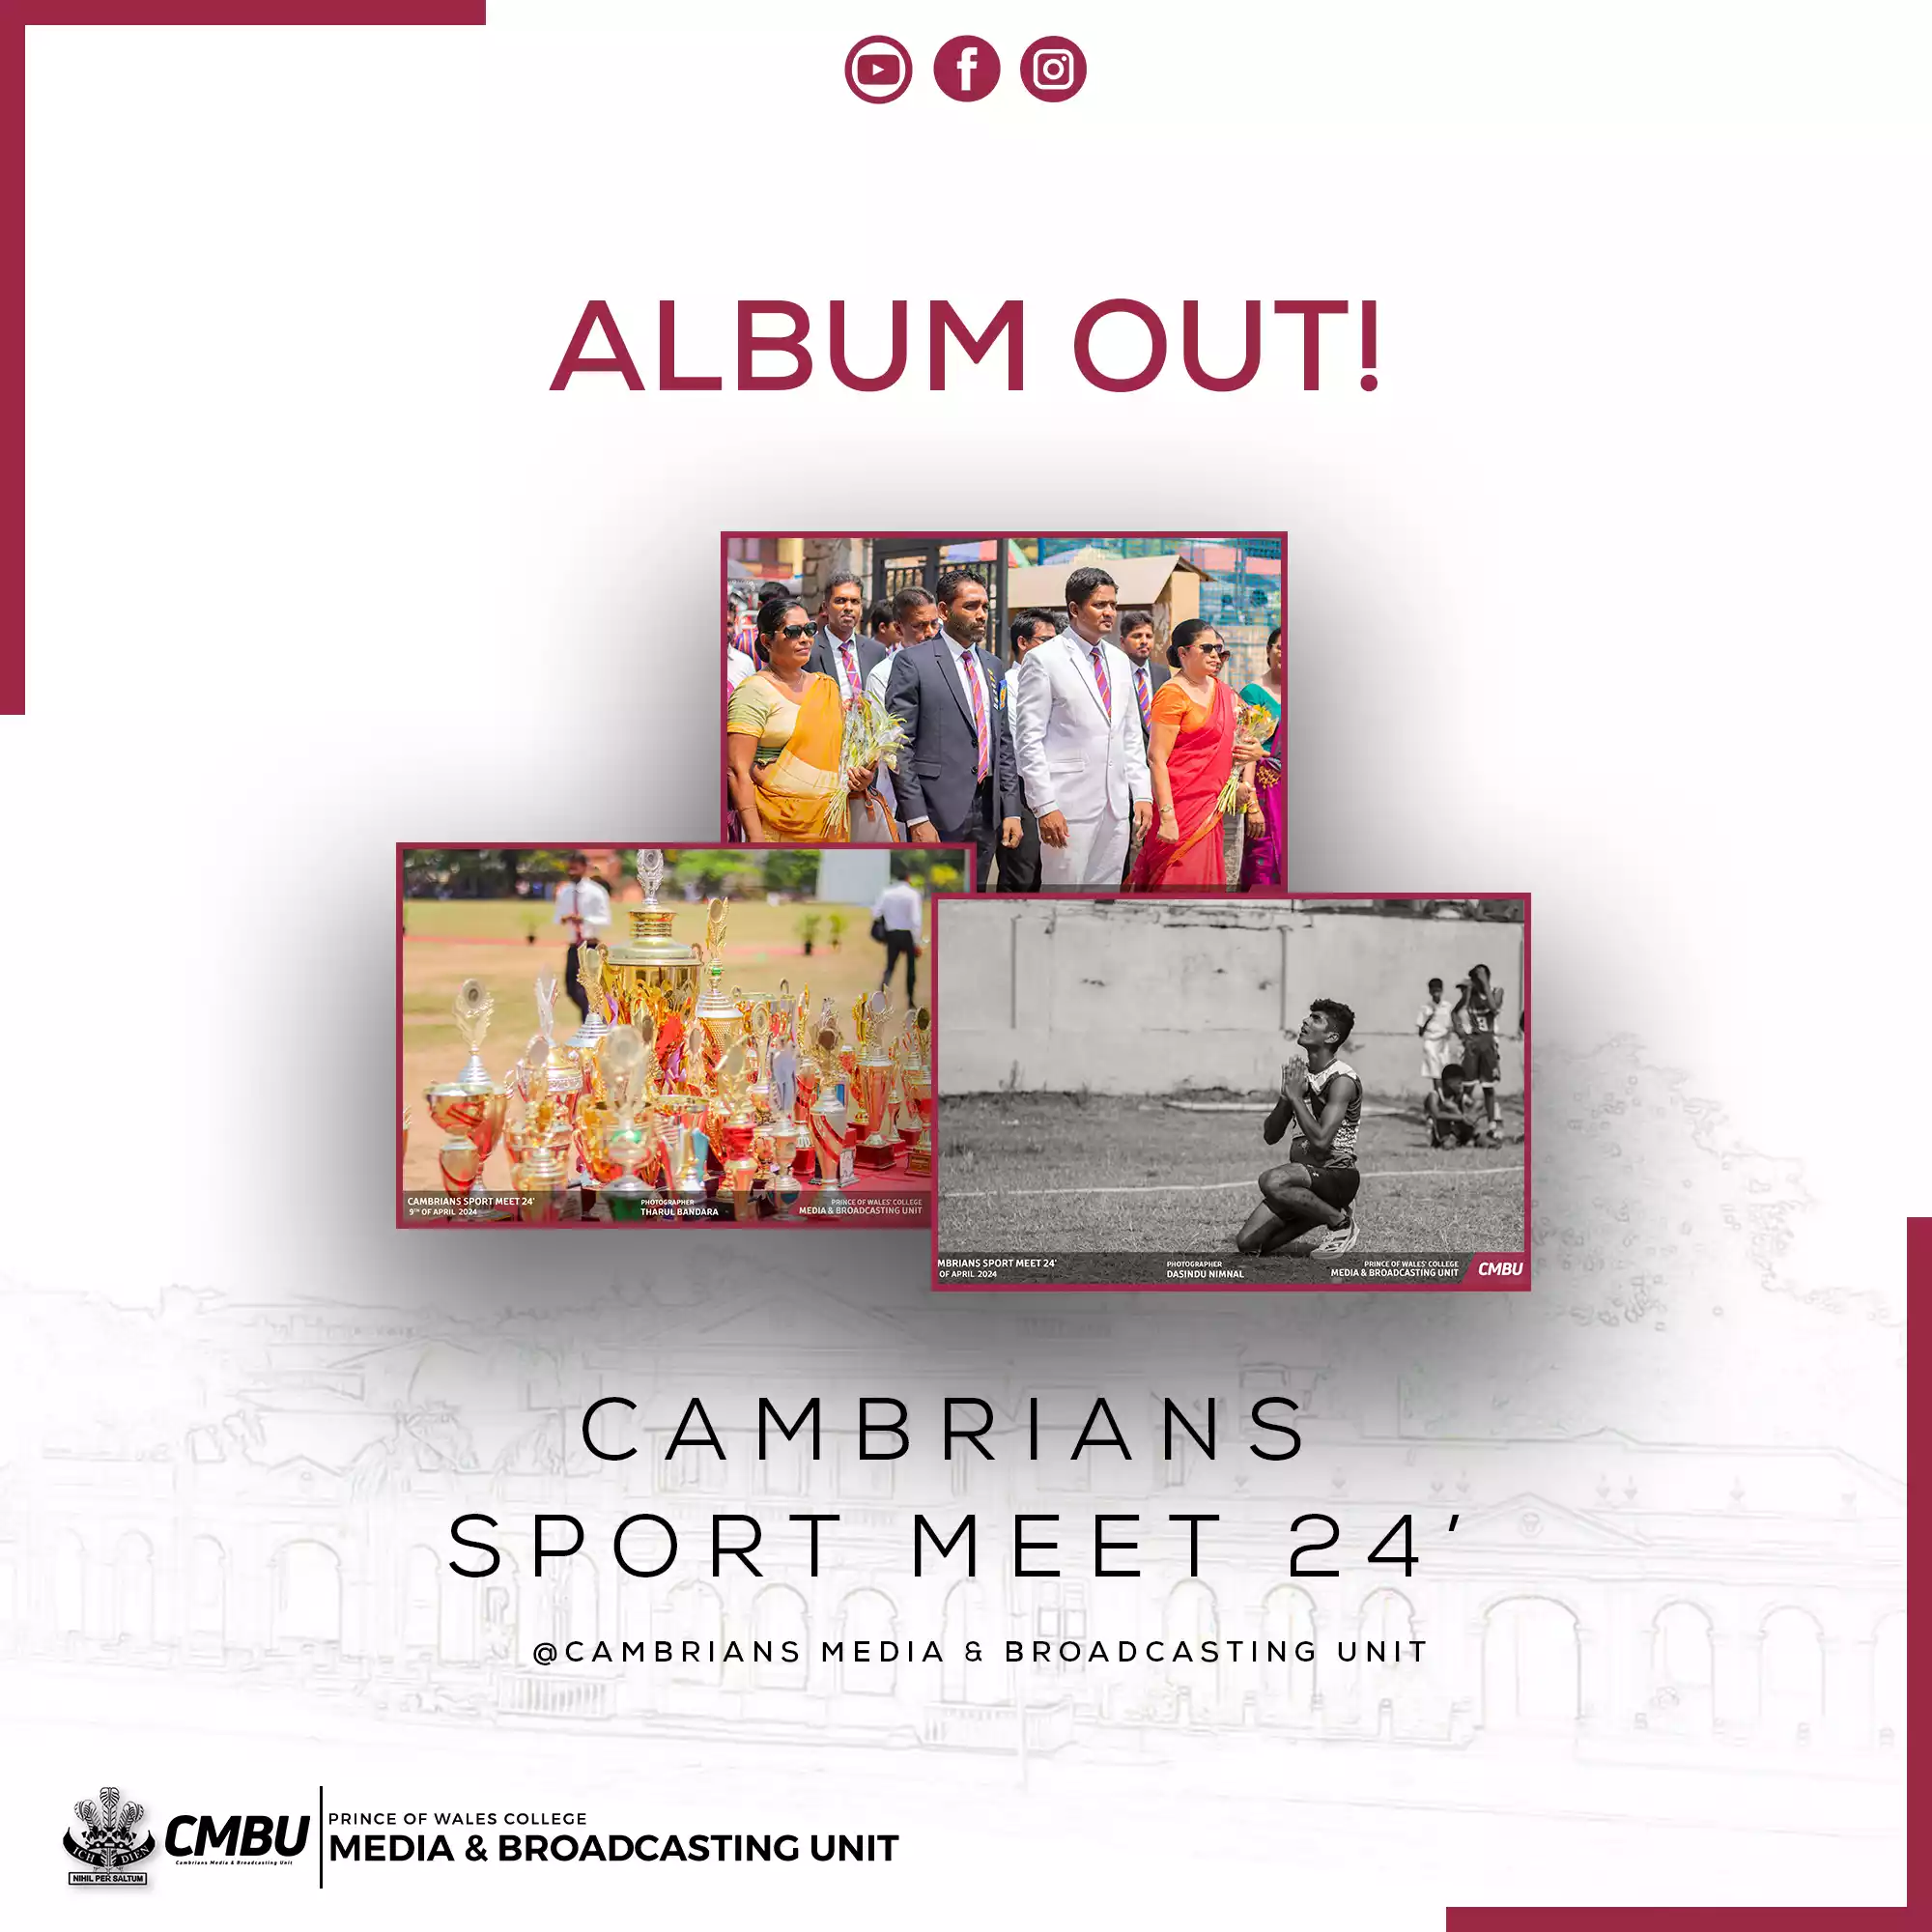 ALBUM OUT!
CAMBRIANS SPORT MEET 24'
9TH OF APRIL 2024
PHOTOGRAPHER
THARUL BANDARA
PRINCE OF WALES' COLLEGE
MEDIA & BROADCASTING UNIT
MBRIANS SPORT MEET 24'
OF APRIL 2024
PHOTOGRAPHER
DASINDU NIMNAL
PRINCE OF WALES' COLLEGE
MEDIA & BROADCASTING UNIT
CMBU
CAMBRIANS
SPORT MEET 24'
@CAMBRIANS MEDIA & BROADCASTING UNIT
ICH DIEN
NIHIL PER SALTUM
CMBU
Cambrians Media & Broadcasting Unit
PRINCE OF WALES COLLEGE
MEDIA & BROADCASTING UNIT